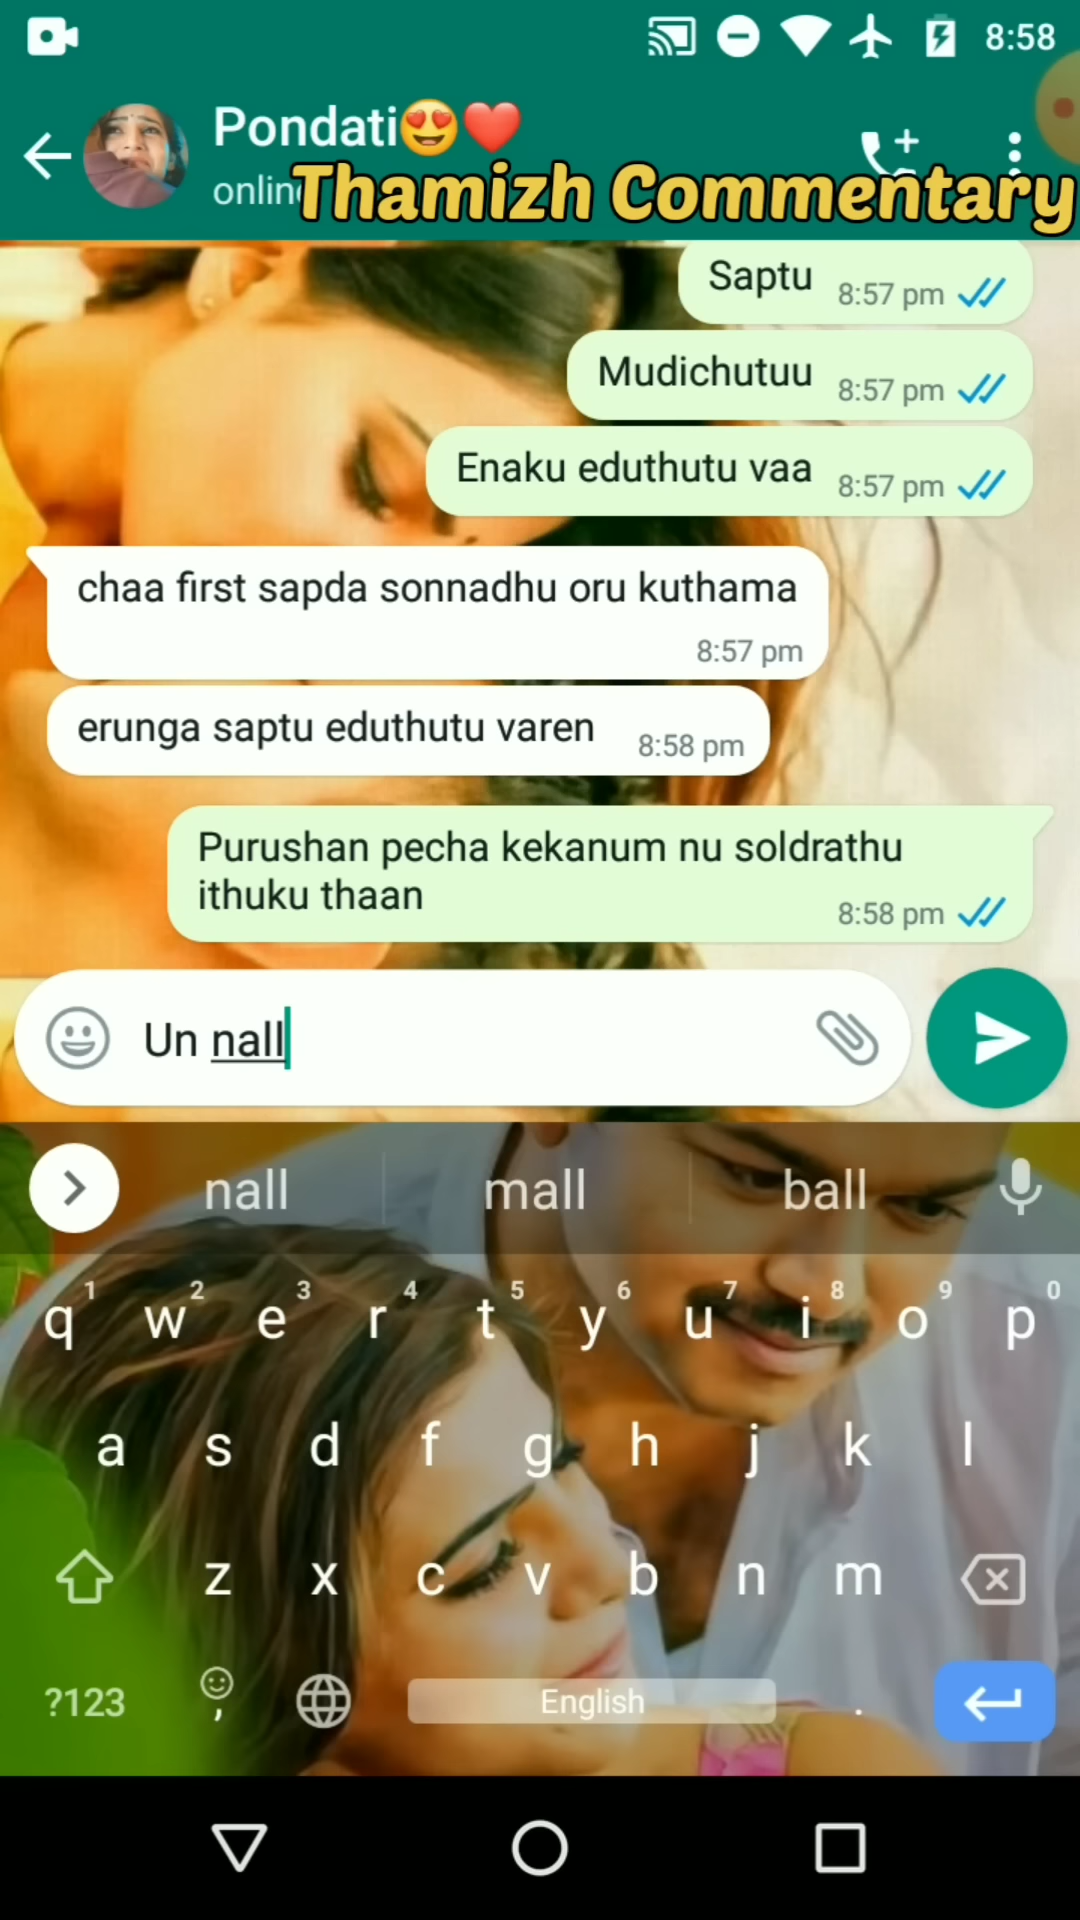 8:58
Pondati😍❤️
online
Thamizh Commentary
Saptu 8:57 pm
Mudichutuu 8:57 pm
Enaku eduthutu vaa 8:57 pm
chaa first sapda sonnadhu oru kuthama
8:57 pm
erunga saptu eduthutu varen 8:58 pm
Purushan pecha kekanum nu soldrathu
ithuku thaan 8:58 pm
Un nall
nall mall ball
1 2 3 4 5 6 7 8 9 0
q w e r t y u i o p
a s d f g h j k l
z x c v b n m
?123 , English .